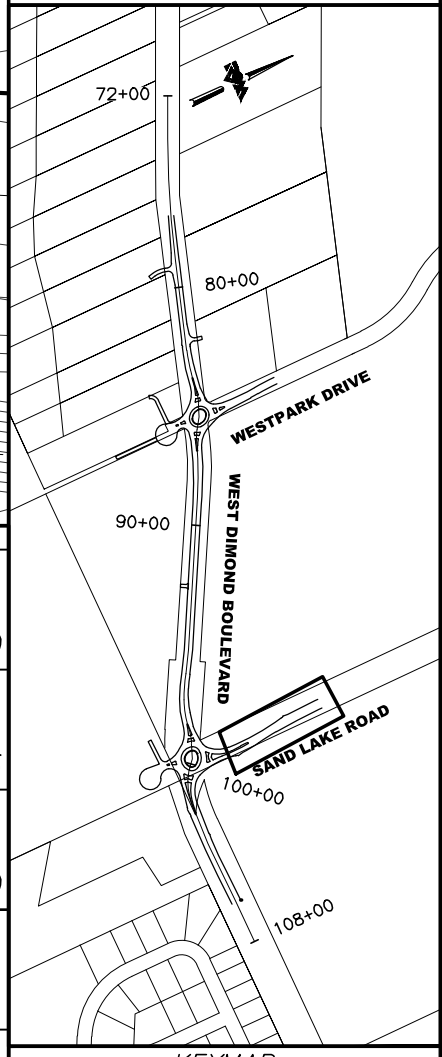 72+00
80+00
WESTPARK DRIVE
90+00
WEST DIMOND BOULEVARD
SAND LAKE ROAD
100+00
108+00
KEYMAP